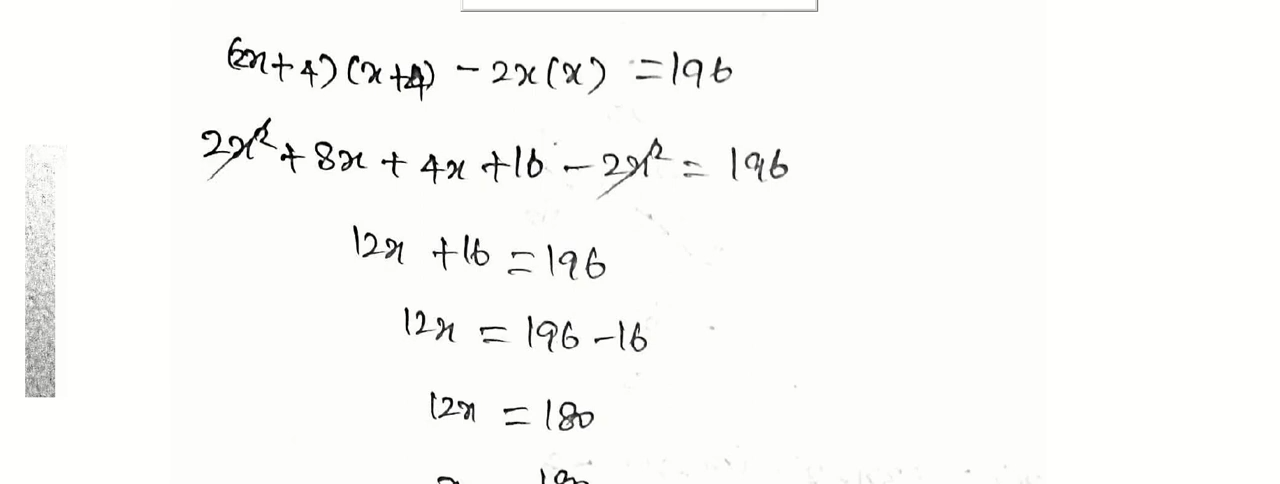 (2x+4)(x+4) - 2x(x) = 196
2x² + 8x + 4x + 16 - 2x² = 196
12x + 16 = 196
12x = 196 - 16
12x = 180